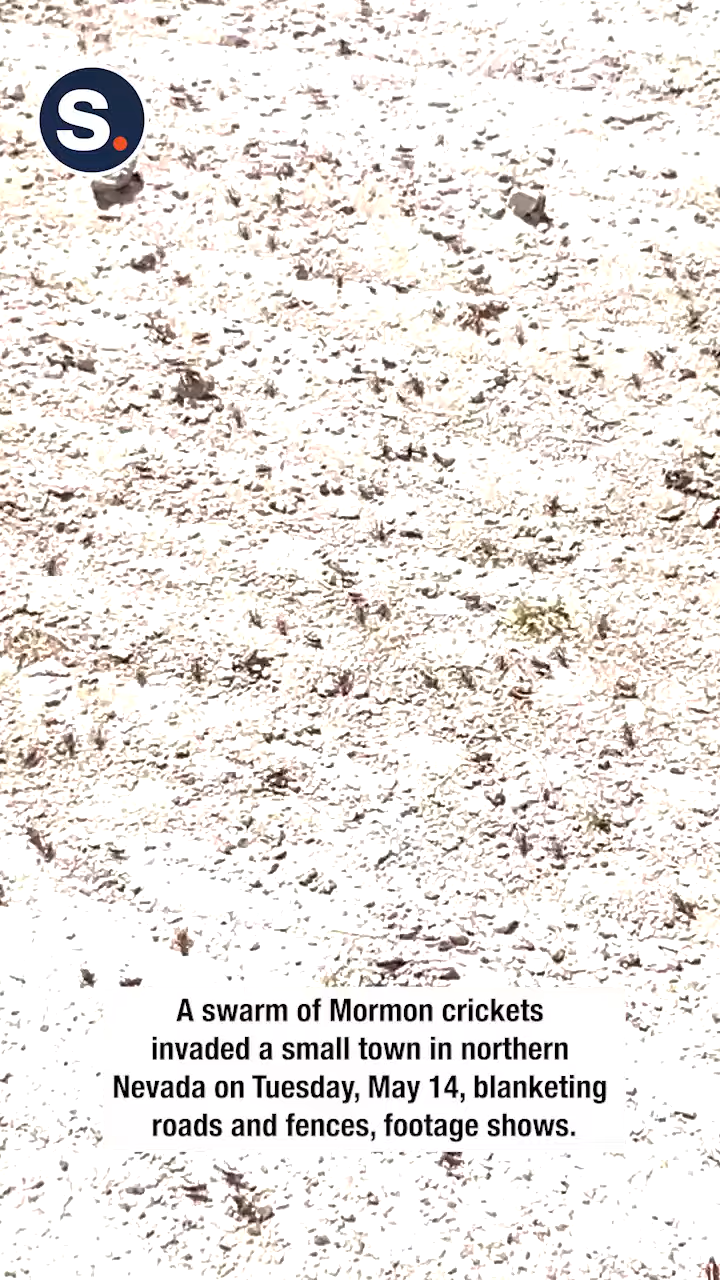 S.
A swarm of Mormon crickets
invaded a small town in northern
Nevada on Tuesday, May 14, blanketing
roads and fences, footage shows.